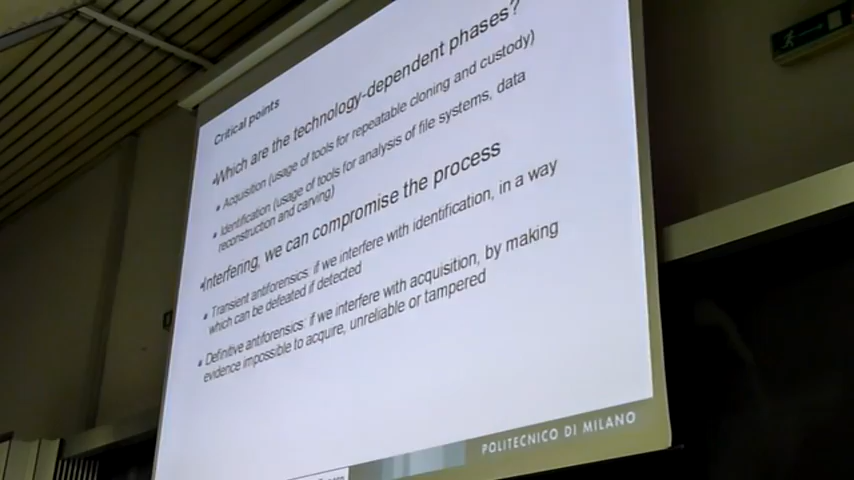 Critical points
•Which are the technology-dependent phases?
• Acquisition (usage of tools for repeatable cloning and custody)
• Identification (usage of tools for analysis of file systems, data
reconstruction and carving)
•Interfering, we can compromise the process
• Transient antiforensics: if we interfere with identification, in a way
which can be defeated if detected
• Definitive antiforensics: if we interfere with acquisition, by making
evidence impossible to acquire, unreliable or tampered
POLITECNICO DI MILANO